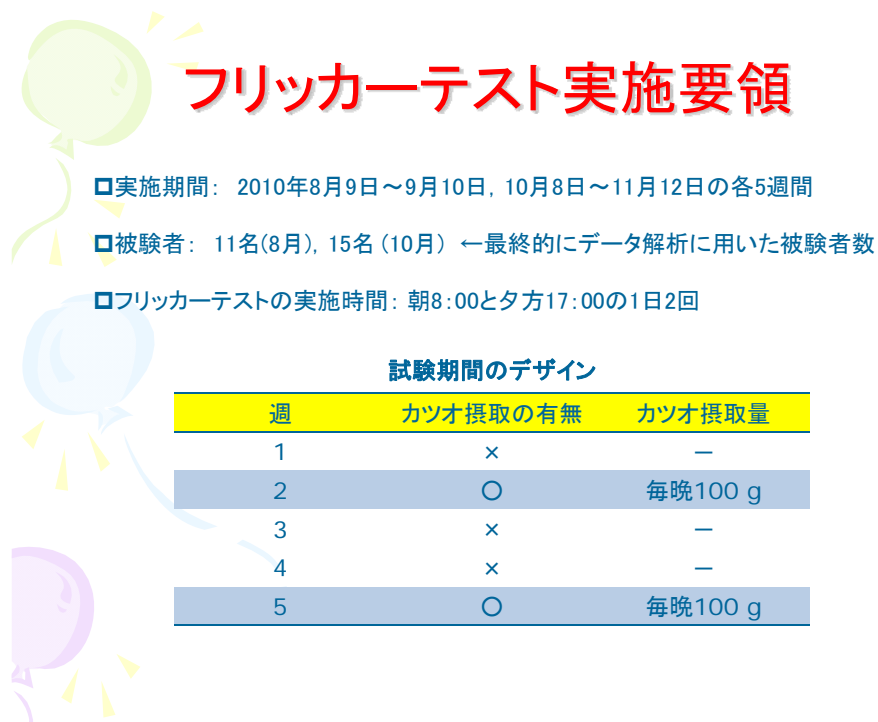 フリッカーテスト実施要領
□実施期間： 2010年8月9日～9月10日, 10月8日～11月12日の各5週間
□被験者： 11名(8月), 15名 (10月) ←最終的にデータ解析に用いた被験者数
□フリッカーテストの実施時間： 朝8:00と夕方17:00の1日2回
試験期間のデザイン
週 カツオ摂取の有無 カツオ摂取量
1 × －
2 〇 毎晩100 g
3 × －
4 × －
5 〇 毎晩100 g